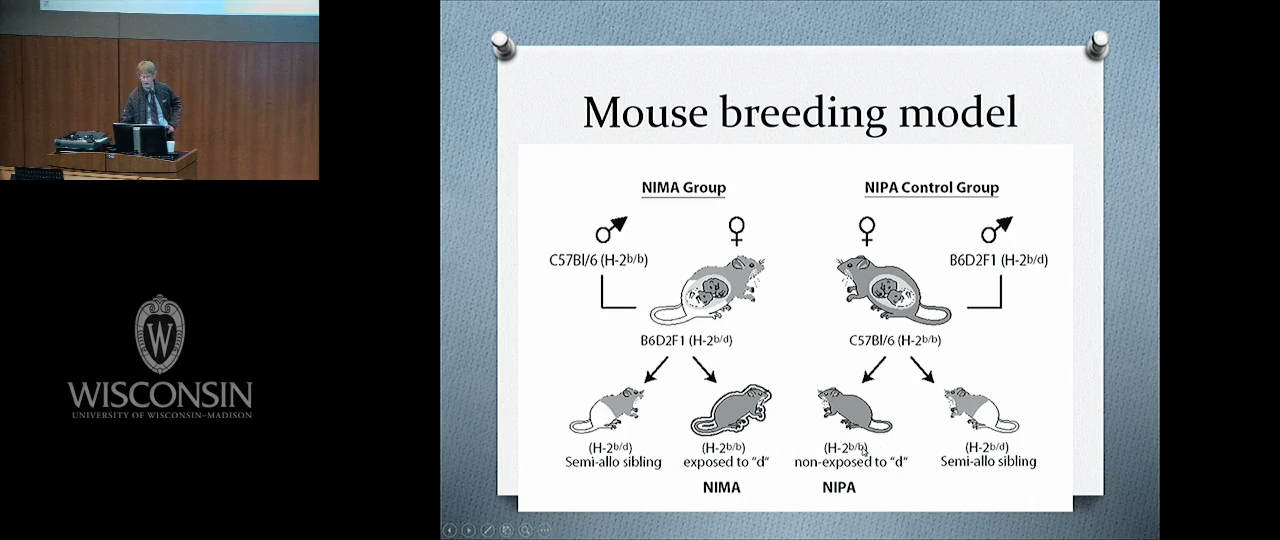 Mouse breeding model
NIMA Group
NIPA Control Group
C57Bl/6 (H-2b/b)
B6D2F1 (H-2b/d)
B6D2F1 (H-2b/d)
C57Bl/6 (H-2b/b)
(H-2b/d)
Semi-allo sibling
(H-2b/b)
exposed to "d"
(H-2b/b)
non-exposed to "d"
(H-2b/d)
Semi-allo sibling
NIMA
NIPA
W
WISCONSIN
UNIVERSITY OF WISCONSIN–MADISON